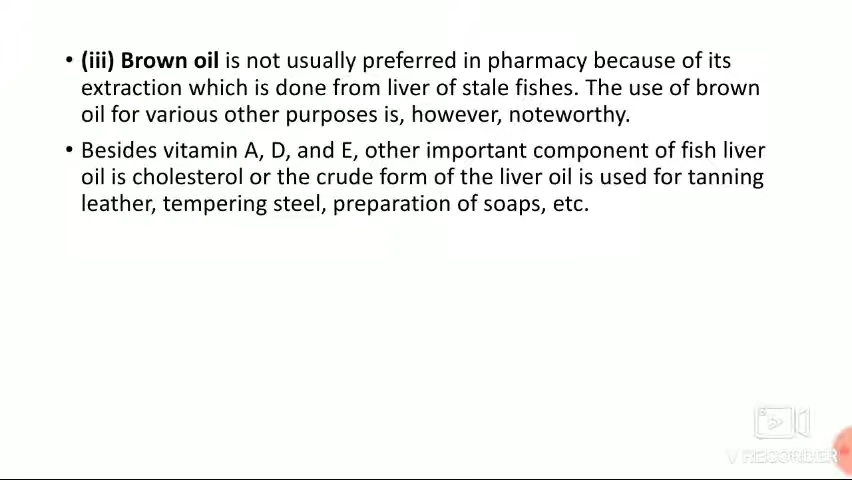 • (iii) Brown oil is not usually preferred in pharmacy because of its
extraction which is done from liver of stale fishes. The use of brown
oil for various other purposes is, however, noteworthy.
• Besides vitamin A, D, and E, other important component of fish liver
oil is cholesterol or the crude form of the liver oil is used for tanning
leather, tempering steel, preparation of soaps, etc.
V RECORDER